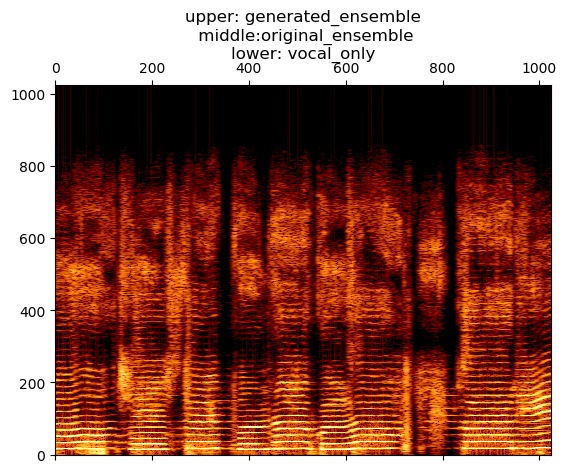 upper: generated_ensemble
middle:original_ensemble
lower: vocal_only
0 200 400 600 800 1000
1000
800
600
400
200
0